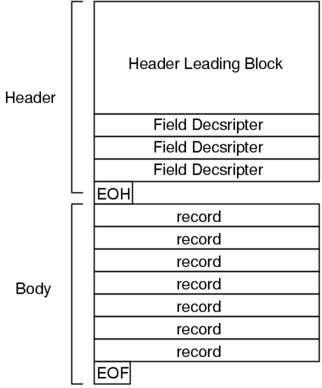 Header Leading Block
Header
Field Decsripter
Field Decsripter
Field Decsripter
EOH
record
record
record
Body
record
record
record
record
EOF